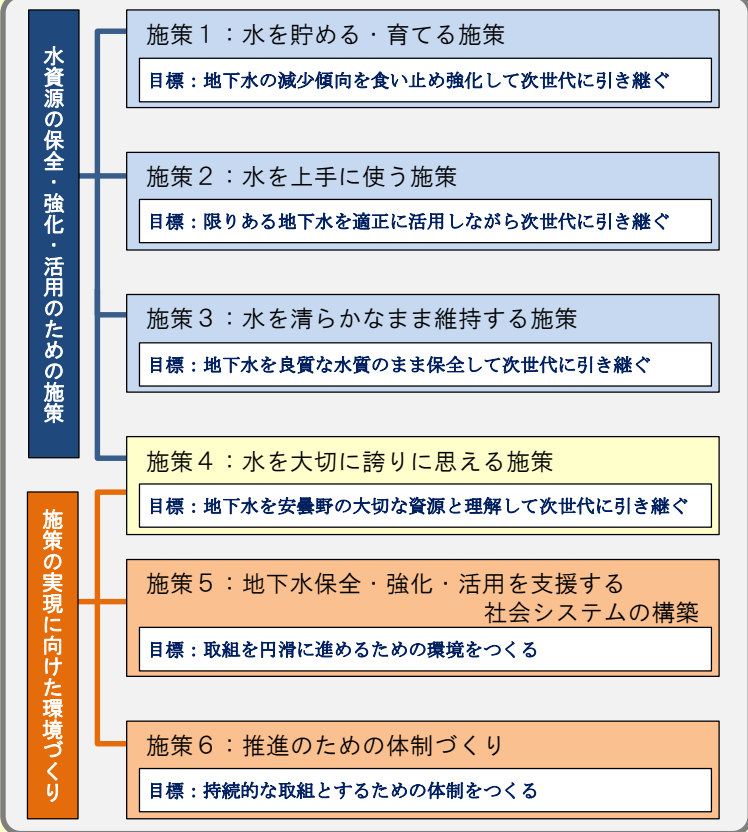 水資源の保全・強化・活用のための施策
施策1：水を貯める・育てる施策
目標：地下水の減少傾向を食い止め強化して次世代に引き継ぐ
施策2：水を上手に使う施策
目標：限りある地下水を適正に活用しながら次世代に引き継ぐ
施策3：水を清らかなまま維持する施策
目標：地下水を良質な水質のまま保全して次世代に引き継ぐ
施策4：水を大切に誇りに思える施策
目標：地下水を安曇野の大切な資源と理解して次世代に引き継ぐ
施策の実現に向けた環境づくり
施策5：地下水保全・強化・活用を支援する
社会システムの構築
目標：取組を円滑に進めるための環境をつくる
施策6：推進のための体制づくり
目標：持続的な取組とするための体制をつくる